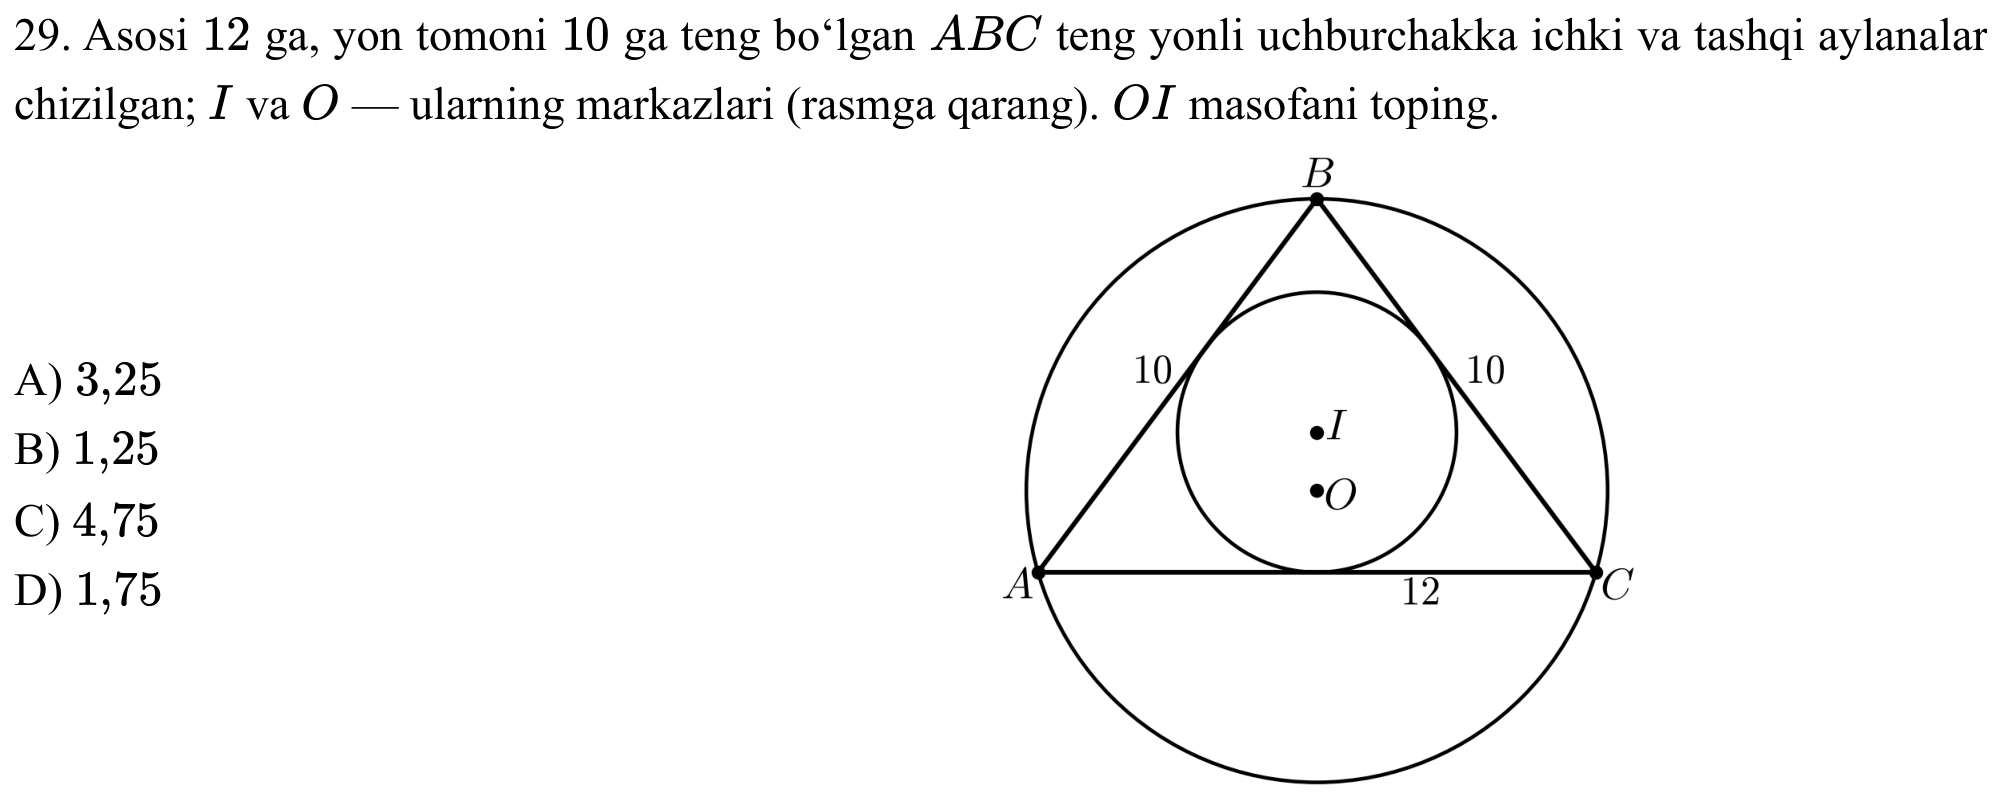 29. Asosi 12 ga, yon tomoni 10 ga teng bo‘lgan ABC teng yonli uchburchakka ichki va tashqi aylanalar
chizilgan; I va O — ularning markazlari (rasmga qarang). OI masofani toping.
B
10
10
I
O
A
12
C
A) 3,25
B) 1,25
C) 4,75
D) 1,75